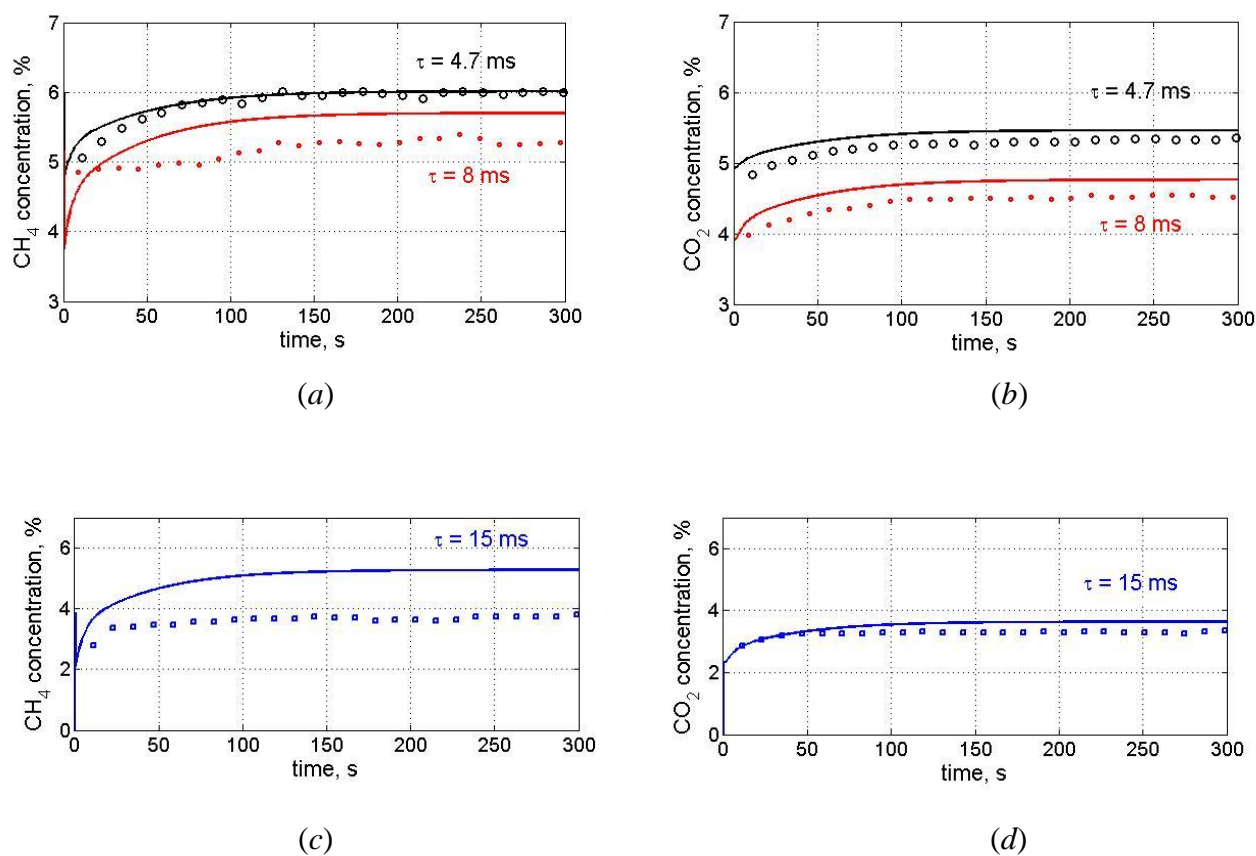 CH4 concentration, %
7
6
5
4
3
τ = 4.7 ms
τ = 8 ms
0 50 100 150 200 250 300
time, s
(a)
CO2 concentration, %
7
6
5
4
3
τ = 4.7 ms
τ = 8 ms
0 50 100 150 200 250 300
time, s
(b)
CH4 concentration, %
6
4
2
0
τ = 15 ms
0 50 100 150 200 250 300
time, s
(c)
CO2 concentration, %
6
4
2
0
τ = 15 ms
0 50 100 150 200 250 300
time, s
(d)